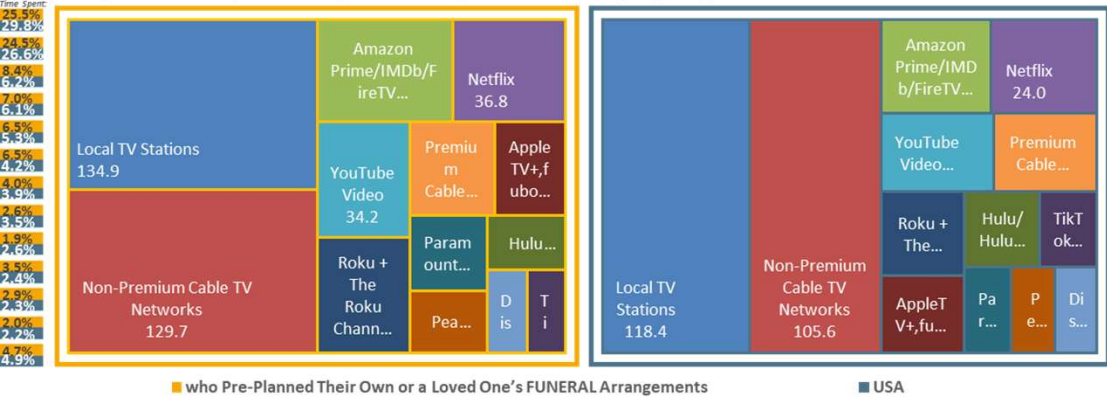 Time Spent:
25.5%
29.8%
24.5%
26.6%
8.4%
6.2%
7.0%
6.1%
6.5%
5.3%
6.5%
4.2%
4.0%
3.9%
2.6%
3.5%
1.9%
2.6%
3.5%
2.4%
2.9%
2.3%
2.0%
2.2%
4.7%
4.9%
Local TV Stations
134.9
Non-Premium Cable TV
Networks
129.7
Amazon
Prime/IMDb/F
ireTV...
Netflix
36.8
YouTube
Video
34.2
Premiu
m
Cable...
Apple
TV+,f
ubo...
Roku +
The
Roku
Chann...
Param
ount...
Hulu...
Pea...
D
is
T
i
Local TV
Stations
118.4
Non-Premium
Cable TV
Networks
105.6
Amazon
Prime/IMD
b/FireTV...
Netflix
24.0
YouTube
Video...
Premium
Cable...
Roku +
The...
Hulu/
Hulu...
TikT
ok...
AppleT
V+,fu...
Pa
r...
P
e...
Di
s...
who Pre-Planned Their Own or a Loved One's FUNERAL Arrangements
USA